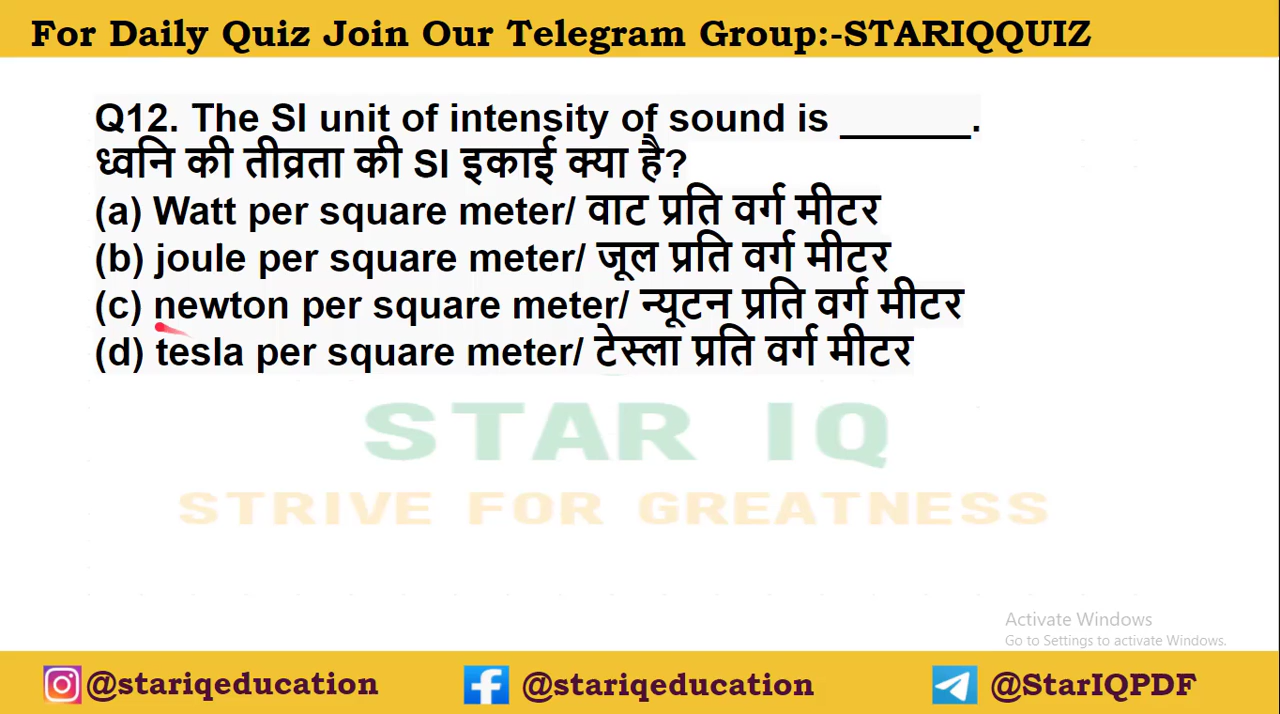 For Daily Quiz Join Our Telegram Group:-STARIQQUIZ
Q12. The SI unit of intensity of sound is ______.
ध्वनि की तीव्रता की SI इकाई क्या है?
(a) Watt per square meter/ वाट प्रति वर्ग मीटर
(b) joule per square meter/ जूल प्रति वर्ग मीटर
(c) newton per square meter/ न्यूटन प्रति वर्ग मीटर
(d) tesla per square meter/ टेस्ला प्रति वर्ग मीटर
STAR IQ
STRIVE FOR GREATNESS
Activate Windows
Go to Settings to activate Windows.
@stariqeducation
@stariqeducation
@StarIQPDF